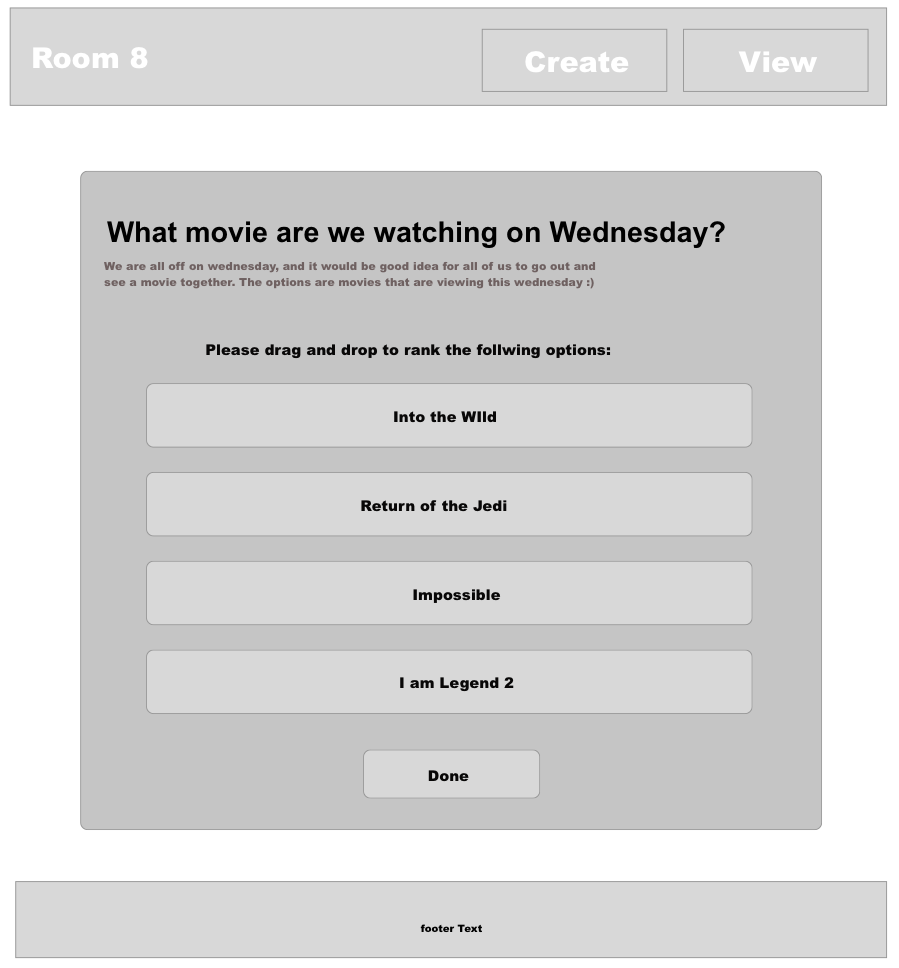 Room 8
Create
View
What movie are we watching on Wednesday?
We are all off on wednesday, and it would be good idea for all of us to go out and
see a movie together. The options are movies that are viewing this wednesday :)
Please drag and drop to rank the follwing options:
Into the WIld
Return of the Jedi
Impossible
I am Legend 2
Done
footer Text